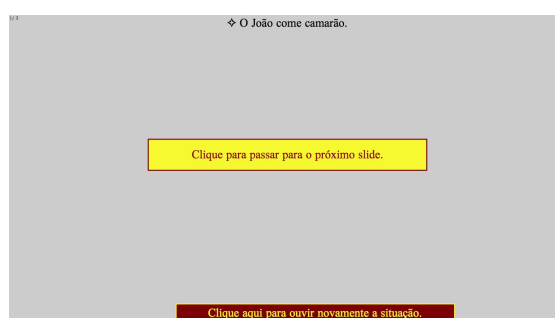 ✧ O João come camarão.
Clique para passar para o próximo slide.
Clique aqui para ouvir novamente a situação.